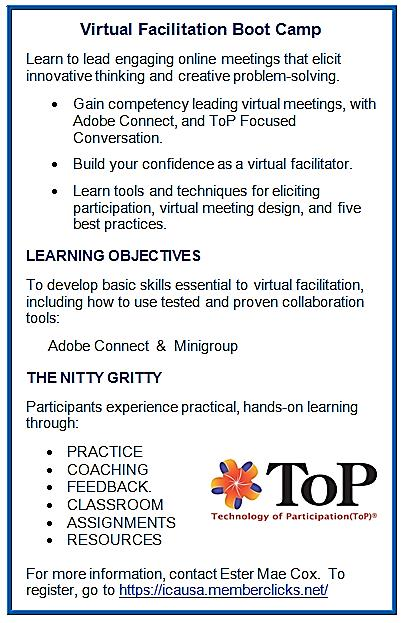 Virtual Facilitation Boot Camp
Learn to lead engaging online meetings that elicit
innovative thinking and creative problem-solving.
• Gain competency leading virtual meetings, with
Adobe Connect, and ToP Focused
Conversation.
• Build your confidence as a virtual facilitator.
• Learn tools and techniques for eliciting
participation, virtual meeting design, and five
best practices.
LEARNING OBJECTIVES
To develop basic skills essential to virtual facilitation,
including how to use tested and proven collaboration
tools:
Adobe Connect & Minigroup
THE NITTY GRITTY
Participants experience practical, hands-on learning
through:
• PRACTICE
• COACHING
• FEEDBACK.
• CLASSROOM
• ASSIGNMENTS
• RESOURCES
ToP
Technology of Participation(ToP)®
For more information, contact Ester Mae Cox. To
register, go to https://icausa.memberclicks.net/